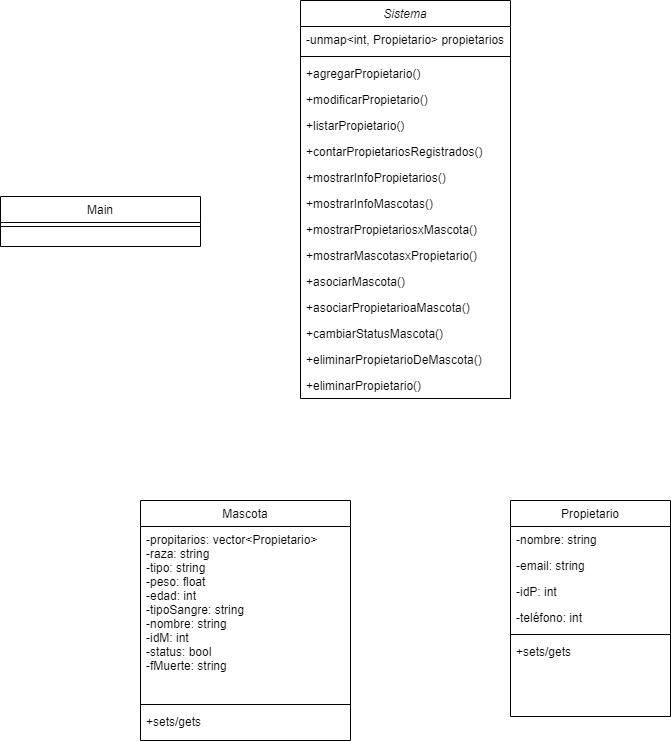 Sistema
-unmap<int, Propietario> propietarios
+agregarPropietario()
+modificarPropietario()
+listarPropietario()
+contarPropietariosRegistrados()
+mostrarInfoPropietarios()
+mostrarInfoMascotas()
+mostrarPropietariosxMascota()
+mostrarMascotasxPropietario()
+asociarMascota()
+asociarPropietarioaMascota()
+cambiarStatusMascota()
+eliminarPropietarioDeMascota()
+eliminarPropietario()
Main
Mascota
-propitarios: vector<Propietario>
-raza: string
-tipo: string
-peso: float
-edad: int
-tipoSangre: string
-nombre: string
-idM: int
-status: bool
-fMuerte: string
+sets/gets
Propietario
-nombre: string
-email: string
-idP: int
-teléfono: int
+sets/gets